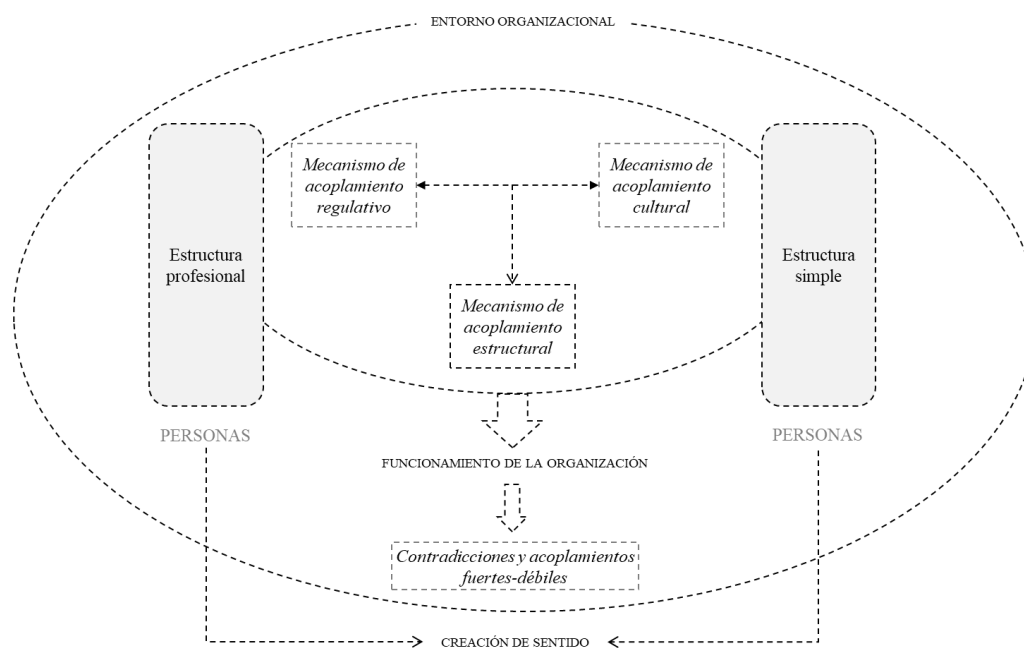 ENTORNO ORGANIZACIONAL
Mecanismo de
acoplamiento
regulativo
Mecanismo de
acoplamiento
cultural
Estructura
profesional
Estructura
simple
Mecanismo de
acoplamiento
estructural
PERSONAS
PERSONAS
FUNCIONAMIENTO DE LA ORGANIZACIÓN
Contradicciones y acoplamientos
fuertes-débiles
CREACIÓN DE SENTIDO